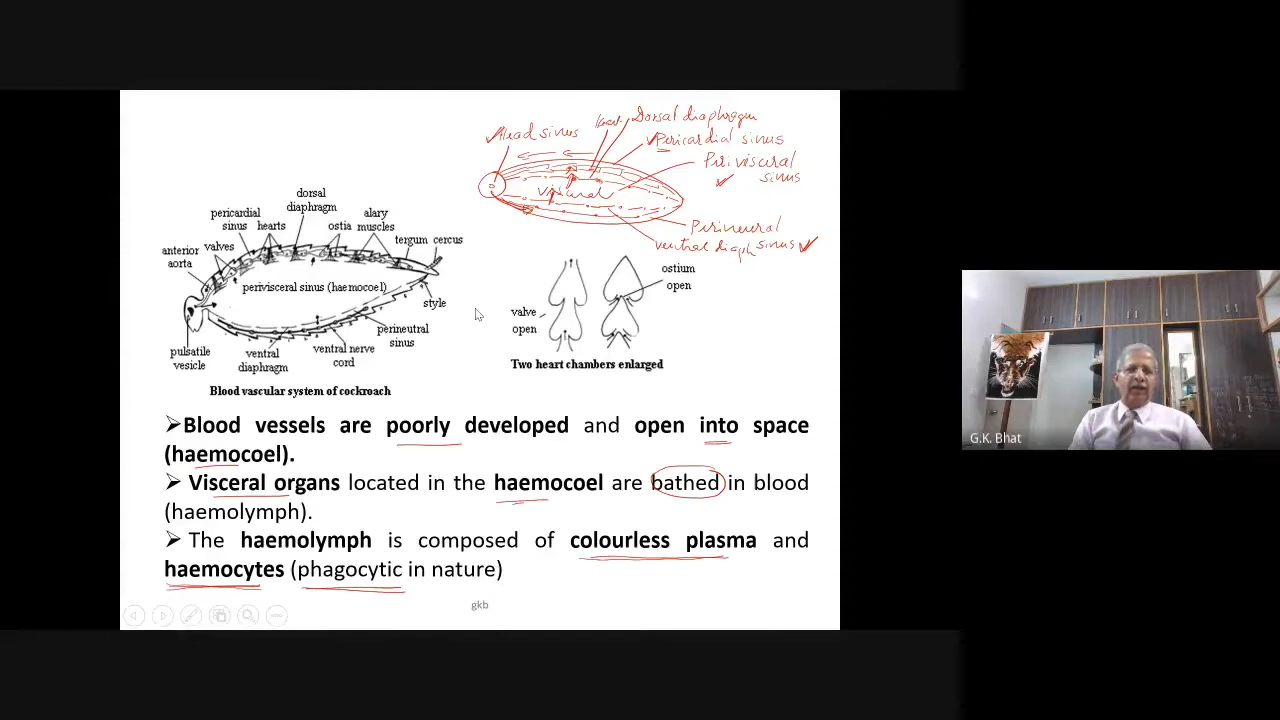 Head sinus
Heart
Dorsal diaphragm
Pericardial sinus
Perivisceral
sinus
visceral
Perineural
sinus
ventral diaph
dorsal
diaphragm
pericardial
sinus
hearts
ostia
alary
muscles
anterior
aorta
valves
tergum
cercus
perivisceral sinus (haemocoel)
style
perineutral
sinus
pulsatile
vesicle
ventral
diaphragm
ventral nerve
cord
Blood vascular system of cockroach
ostium
open
valve
open
Two heart chambers enlarged
➢Blood vessels are poorly developed and open into space
(haemocoel).
➢ Visceral organs located in the haemocoel are bathed in blood
(haemolymph).
➢ The haemolymph is composed of colourless plasma and
haemocytes (phagocytic in nature)
gkb
G.K. Bhat